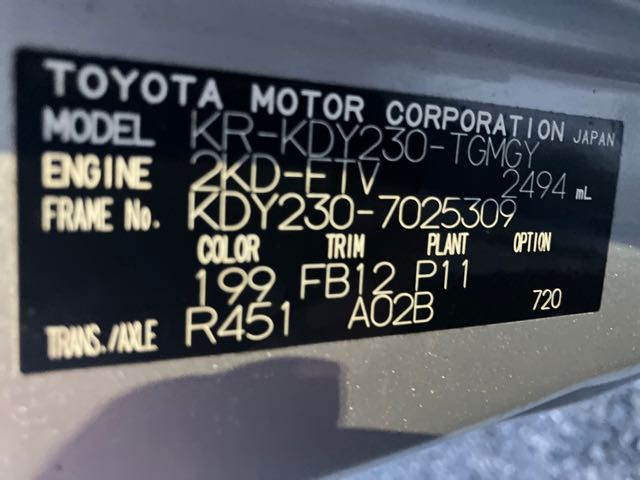 TOYOTA MOTOR CORPORATION JAPAN
MODEL KR-KDY230-TGMGY
ENGINE 2KD-FTV 2494 mL
FRAME No. KDY230-7025309
COLOR TRIM PLANT OPTION
199 FB12 P11
TRANS./AXLE R451 A02B 720